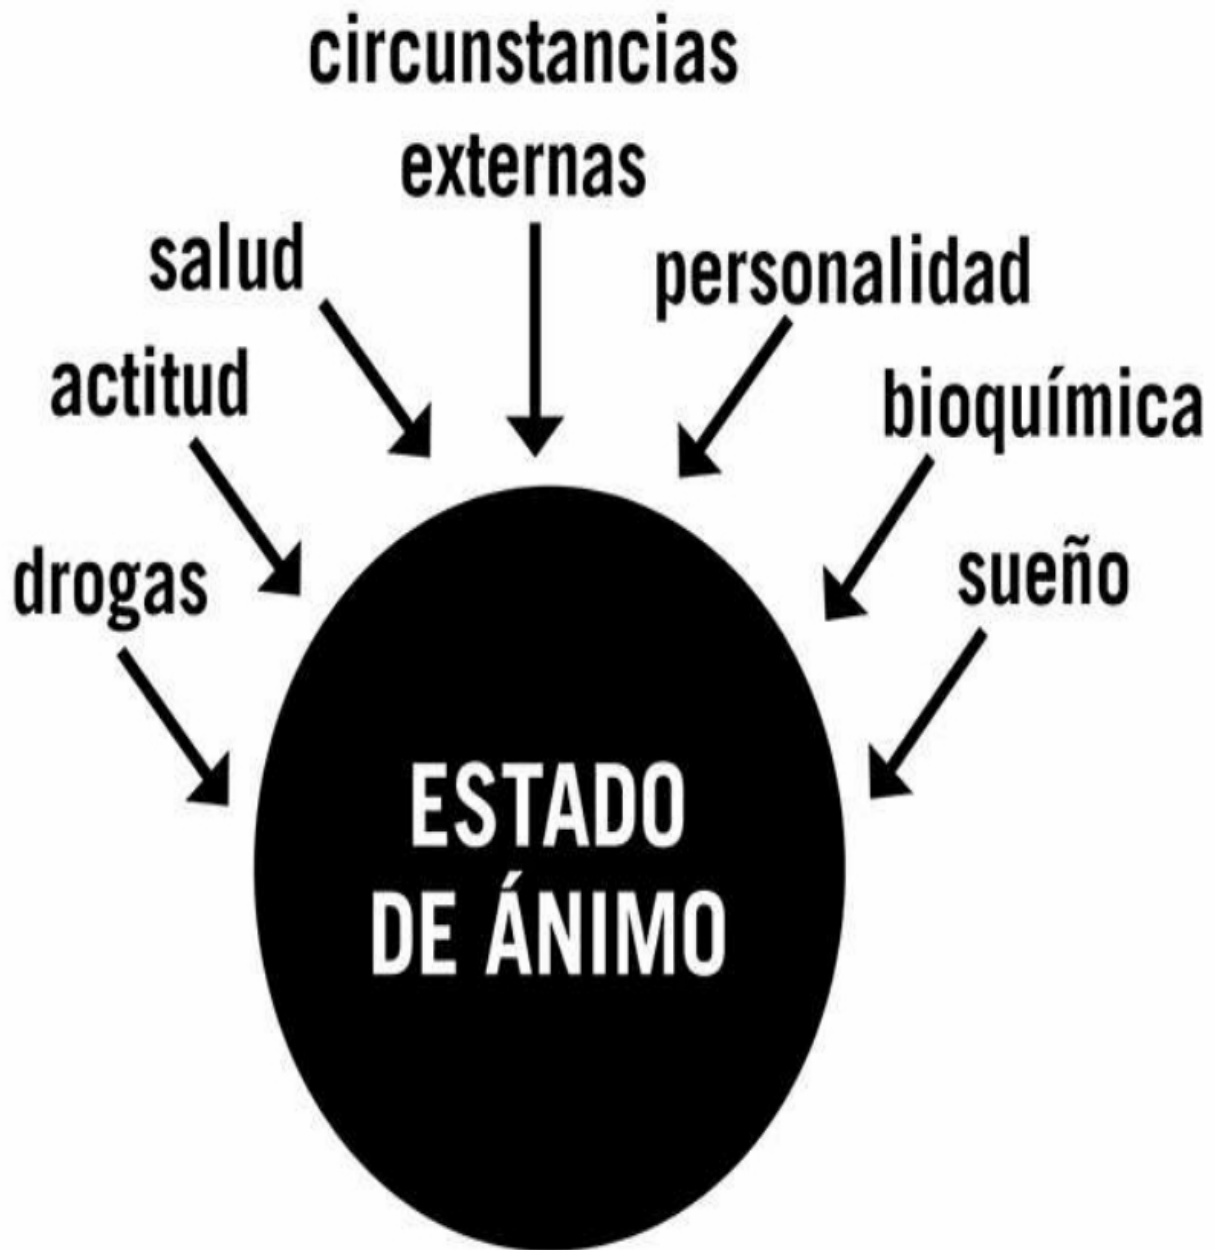 circunstancias
externas
salud
personalidad
actitud
bioquímica
drogas
sueño
ESTADO
DE ÁNIMO